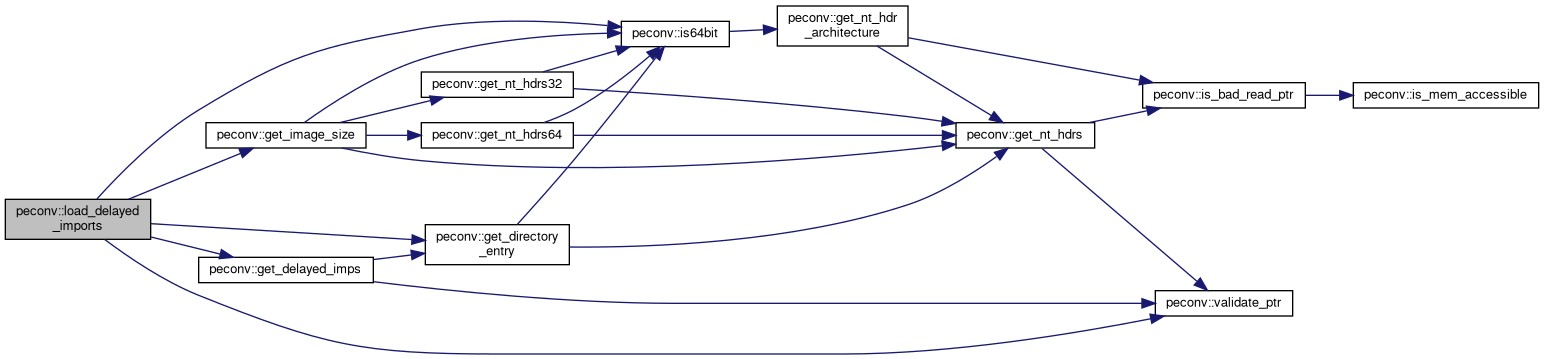 peconv::load_delayed
_imports
peconv::get_image_size
peconv::get_delayed_imps
peconv::get_nt_hdrs32
peconv::get_nt_hdrs64
peconv::get_directory
_entry
peconv::is64bit
peconv::get_nt_hdr
_architecture
peconv::get_nt_hdrs
peconv::is_bad_read_ptr
peconv::validate_ptr
peconv::is_mem_accessible